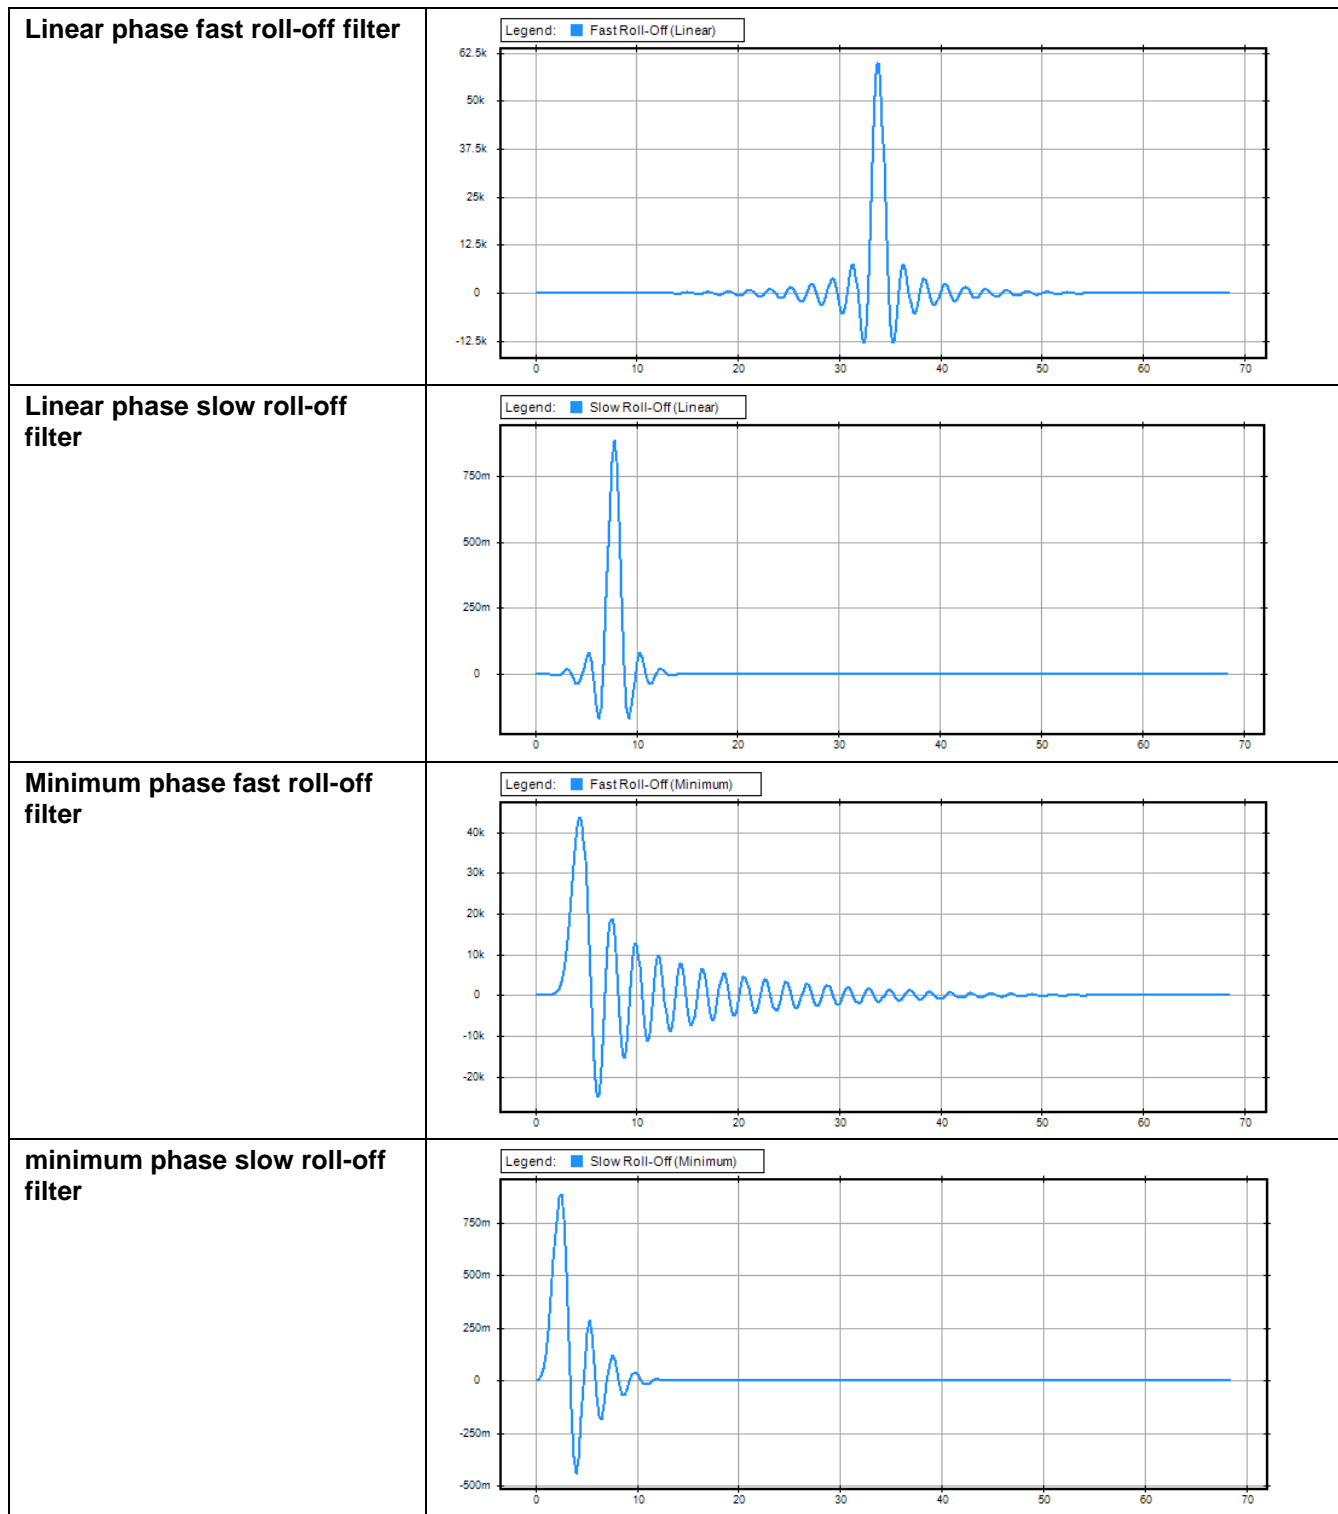 Linear phase fast roll-off filter
Legend: Fast Roll-Off (Linear)
62.5k
50k
37.5k
25k
12.5k
0
-12.5k
0 10 20 30 40 50 60 70
Linear phase slow roll-off
filter
Legend: Slow Roll-Off (Linear)
750m
500m
250m
0
0 10 20 30 40 50 60 70
Minimum phase fast roll-off
filter
Legend: Fast Roll-Off (Minimum)
40k
30k
20k
10k
0
-10k
-20k
0 10 20 30 40 50 60 70
minimum phase slow roll-off
filter
Legend: Slow Roll-Off (Minimum)
750m
500m
250m
0
-250m
-500m
0 10 20 30 40 50 60 70